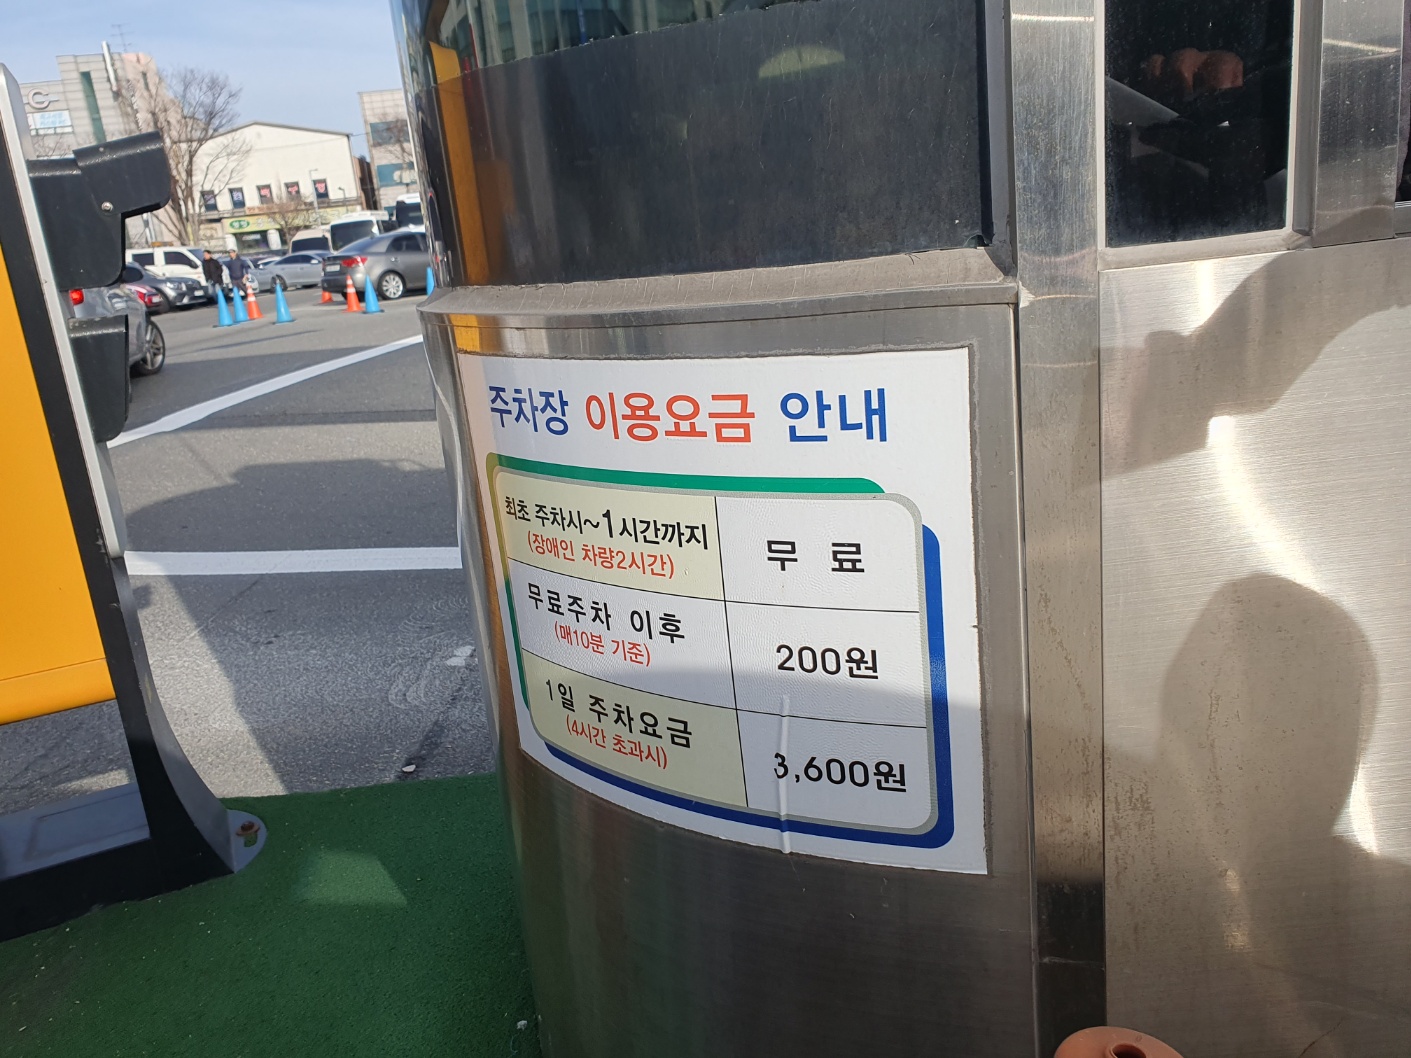 주차장 이용요금 안내
최초 주차시~1시간까지
(장애인 차량2시간)
무 료
무료주차 이후
(매10분 기준)
200원
1일 주차요금
(4시간 초과시)
3,600원